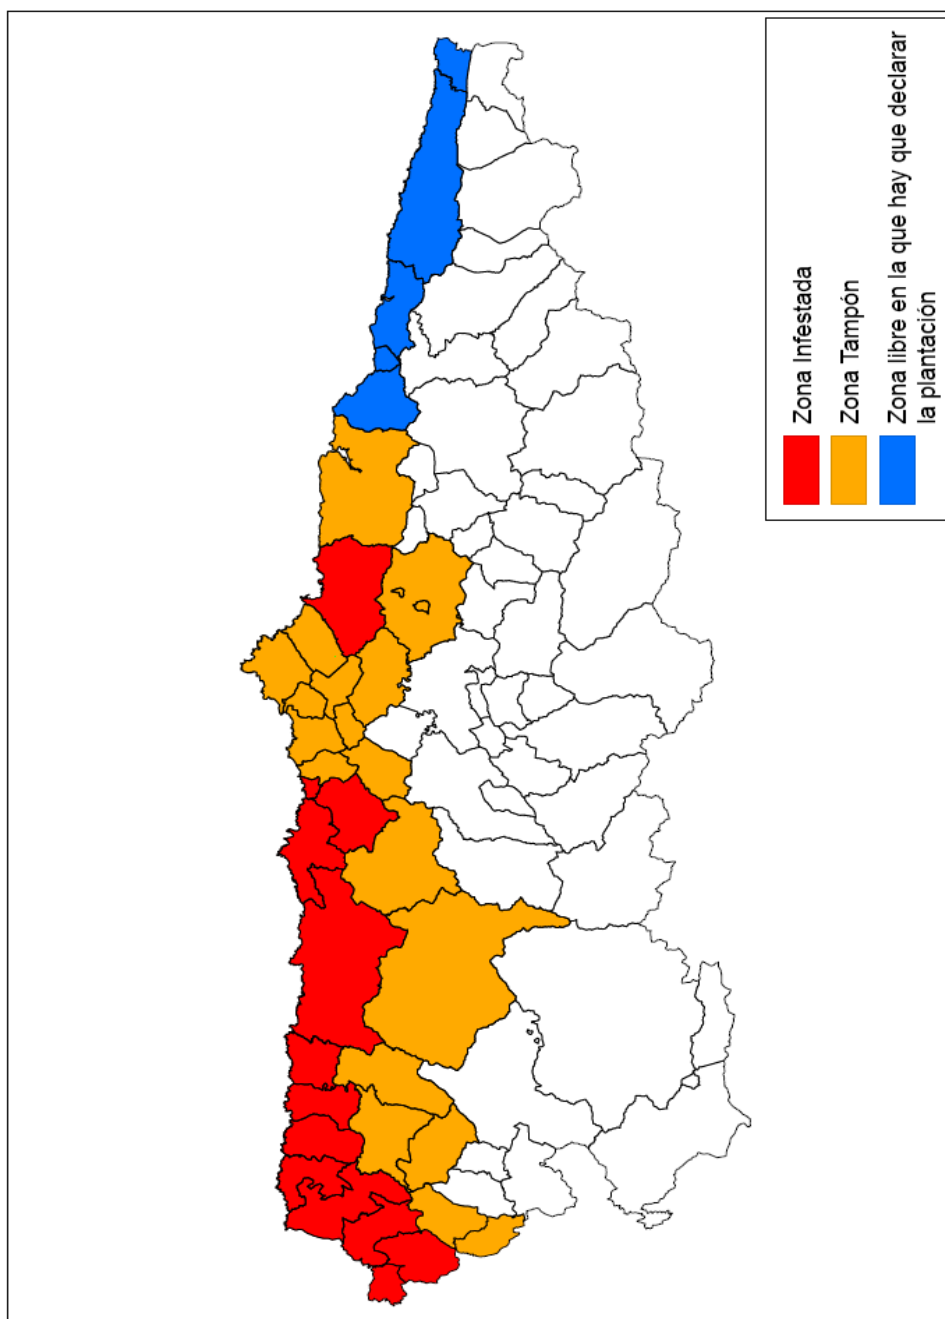 Zona Infestada
Zona Tampón
Zona libre en la que hay que declarar
la plantación